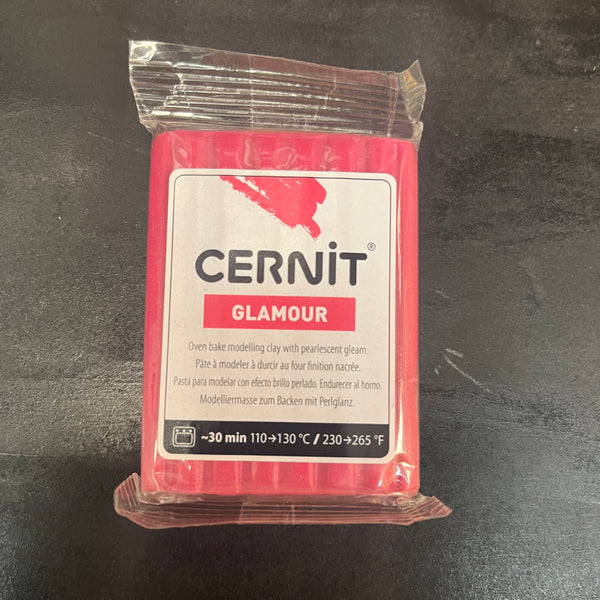 CERNiT®
GLAMOUR
Oven bake modelling clay with pearlescent gleam.
Pâte à modeler à durcir au four finition nacrée.
Pasta para modelar con efecto brillo perlado. Endurecer al horno.
Modelliermasse zum Backen mit Perlglanz.
~30 min 110→130 °C / 230→265 °F